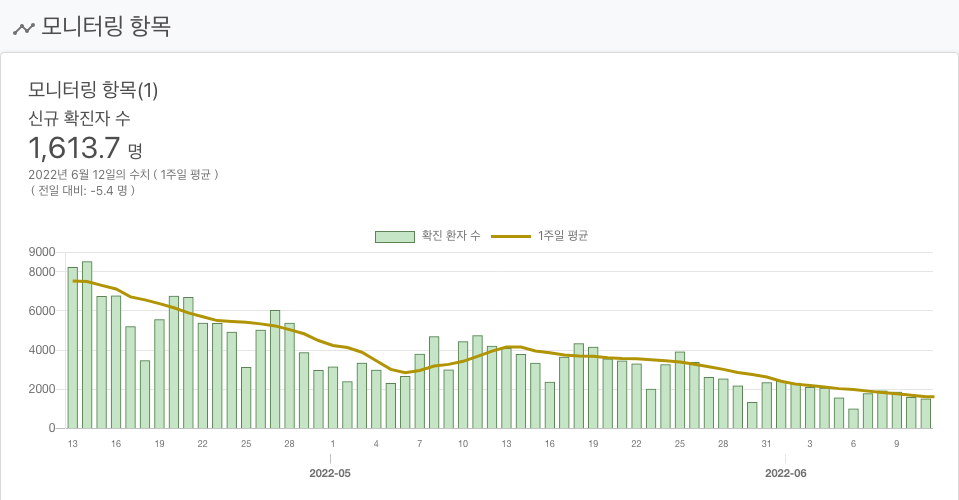 모니터링 항목
모니터링 항목(1)
신규 확진자 수
1,613.7 명
2022년 6월 12일의 수치 ( 1주일 평균 )
( 전일 대비: -5.4 명 )
확진 환자 수 1주일 평균
9000
8000
6000
4000
2000
0
13 16 19 22 25 28 1 4 7 10 13 16 19 22 25 28 31 3 6 9
2022-05 2022-06